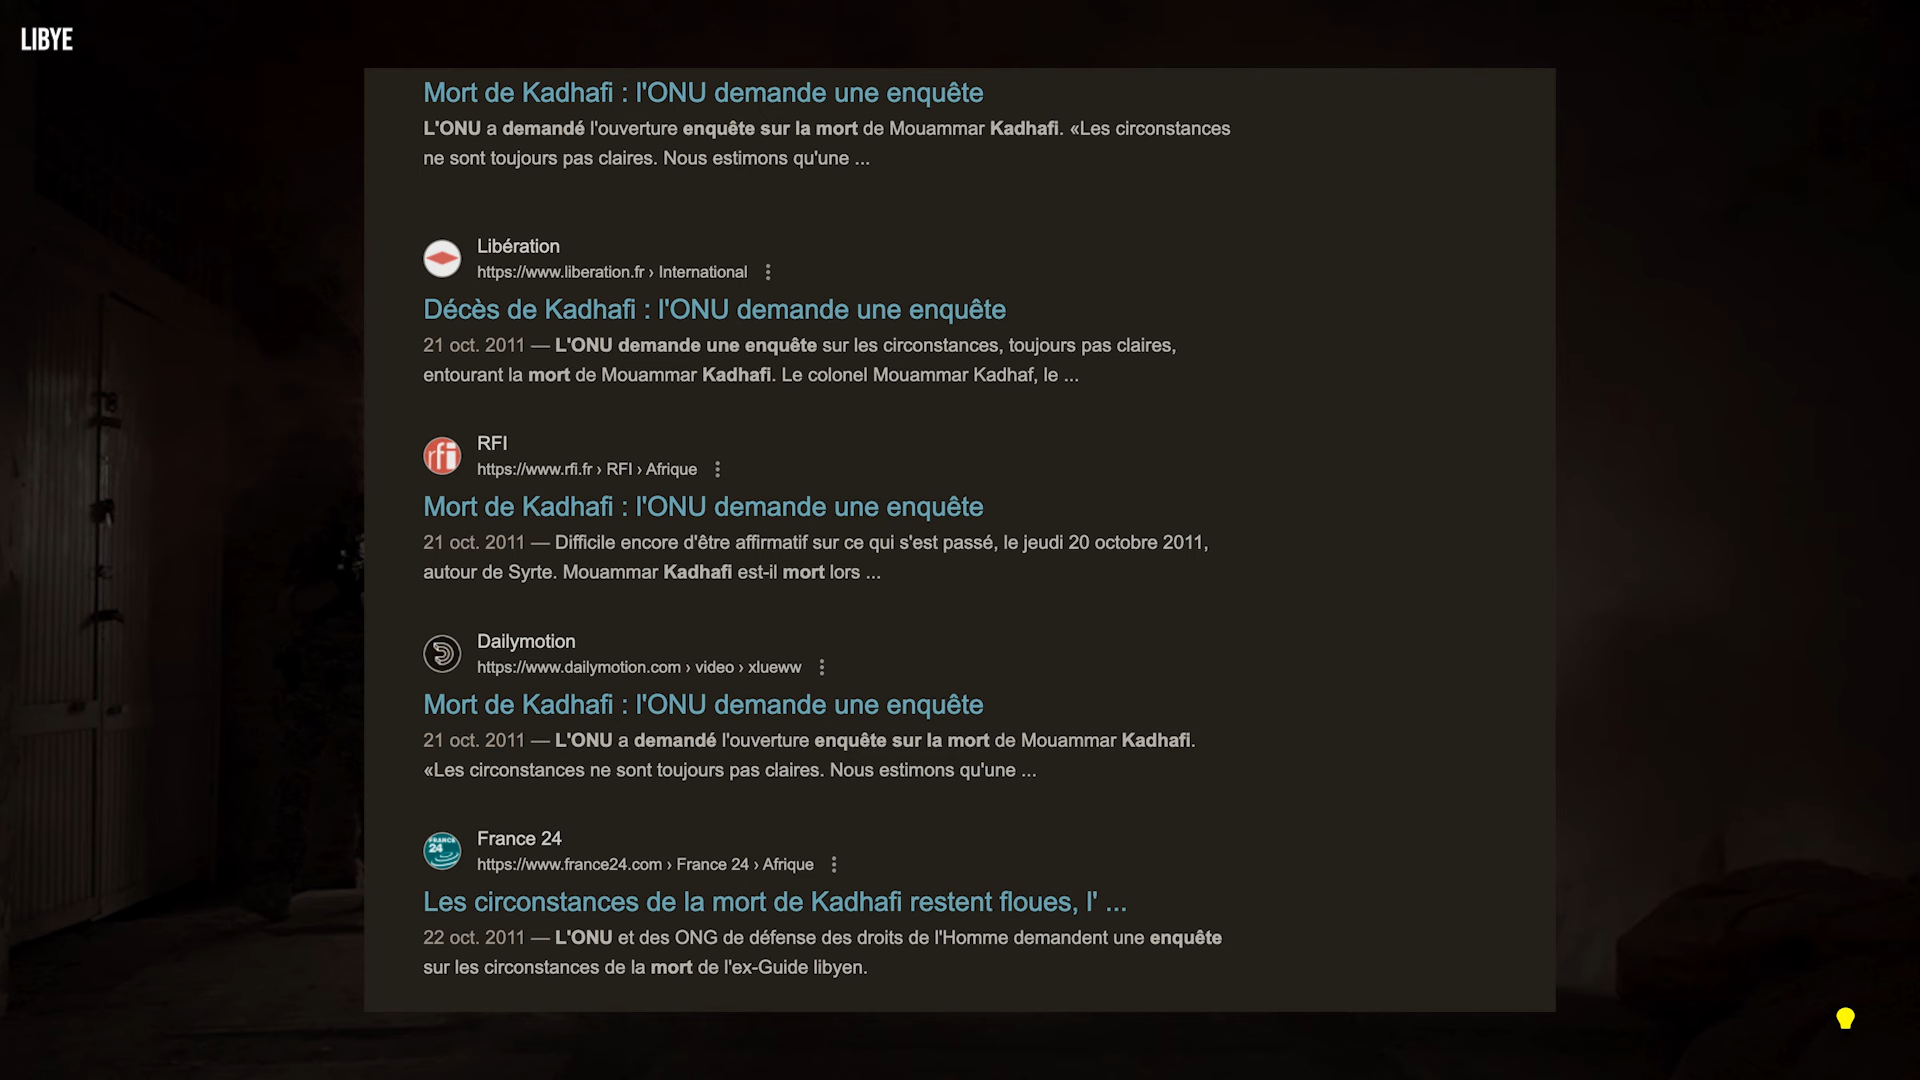 LIBYE
Mort de Kadhafi : l'ONU demande une enquête
L'ONU a demandé l'ouverture enquête sur la mort de Mouammar Kadhafi. «Les circonstances
ne sont toujours pas claires. Nous estimons qu'une ...
Libération
https://www.liberation.fr › International
Décès de Kadhafi : l'ONU demande une enquête
21 oct. 2011 — L'ONU demande une enquête sur les circonstances, toujours pas claires,
entourant la mort de Mouammar Kadhafi. Le colonel Mouammar Kadhaf, le ...
rfi
RFI
https://www.rfi.fr › RFI › Afrique
Mort de Kadhafi : l'ONU demande une enquête
21 oct. 2011 — Difficile encore d'être affirmatif sur ce qui s'est passé, le jeudi 20 octobre 2011,
autour de Syrte. Mouammar Kadhafi est-il mort lors ...
Dailymotion
https://www.dailymotion.com › video › xlueww
Mort de Kadhafi : l'ONU demande une enquête
21 oct. 2011 — L'ONU a demandé l'ouverture enquête sur la mort de Mouammar Kadhafi.
«Les circonstances ne sont toujours pas claires. Nous estimons qu'une ...
FRANCE
24
France 24
https://www.france24.com › France 24 › Afrique
Les circonstances de la mort de Kadhafi restent floues, l' ...
22 oct. 2011 — L'ONU et des ONG de défense des droits de l'Homme demandent une enquête
sur les circonstances de la mort de l'ex-Guide libyen.